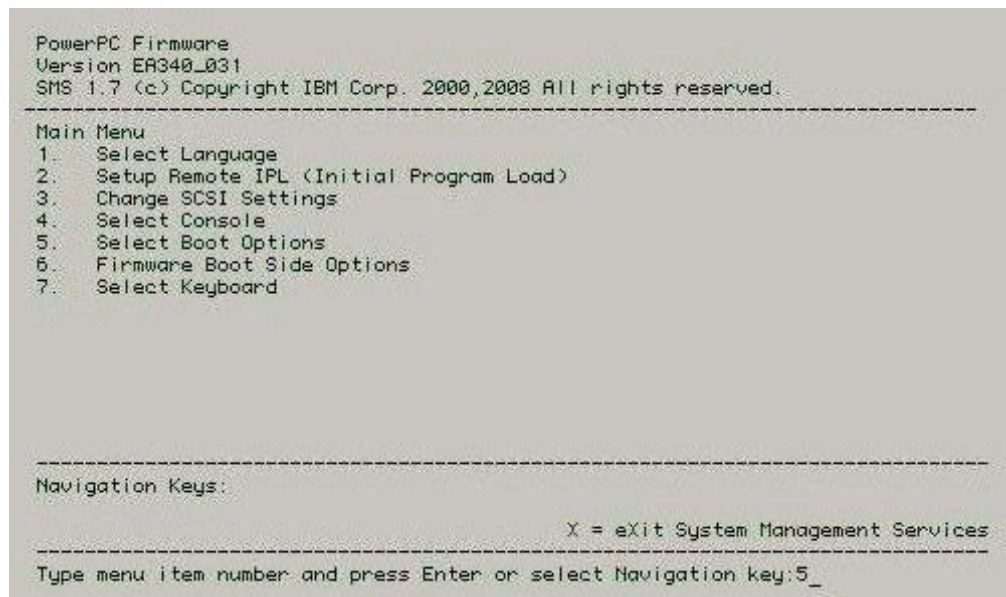 PowerPC Firmware
Version EA340_031
SMS 1.7 (c) Copyright IBM Corp. 2000,2008 All rights reserved.
-------------------------------------------------------------------------------
Main Menu
1. Select Language
2. Setup Remote IPL (Initial Program Load)
3. Change SCSI Settings
4. Select Console
5. Select Boot Options
6. Firmware Boot Side Options
7. Select Keyboard
-------------------------------------------------------------------------------
Navigation Keys:
X = eXit System Management Services
-------------------------------------------------------------------------------
Type menu item number and press Enter or select Navigation key:5_